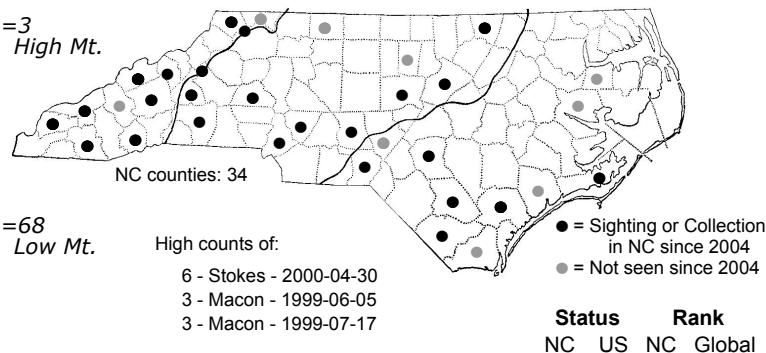 =3
High Mt.
NC counties: 34
=68
Low Mt.
High counts of:
6 - Stokes - 2000-04-30
3 - Macon - 1999-06-05
3 - Macon - 1999-07-17
= Sighting or Collection
in NC since 2004
= Not seen since 2004
Status Rank
NC US NC Global